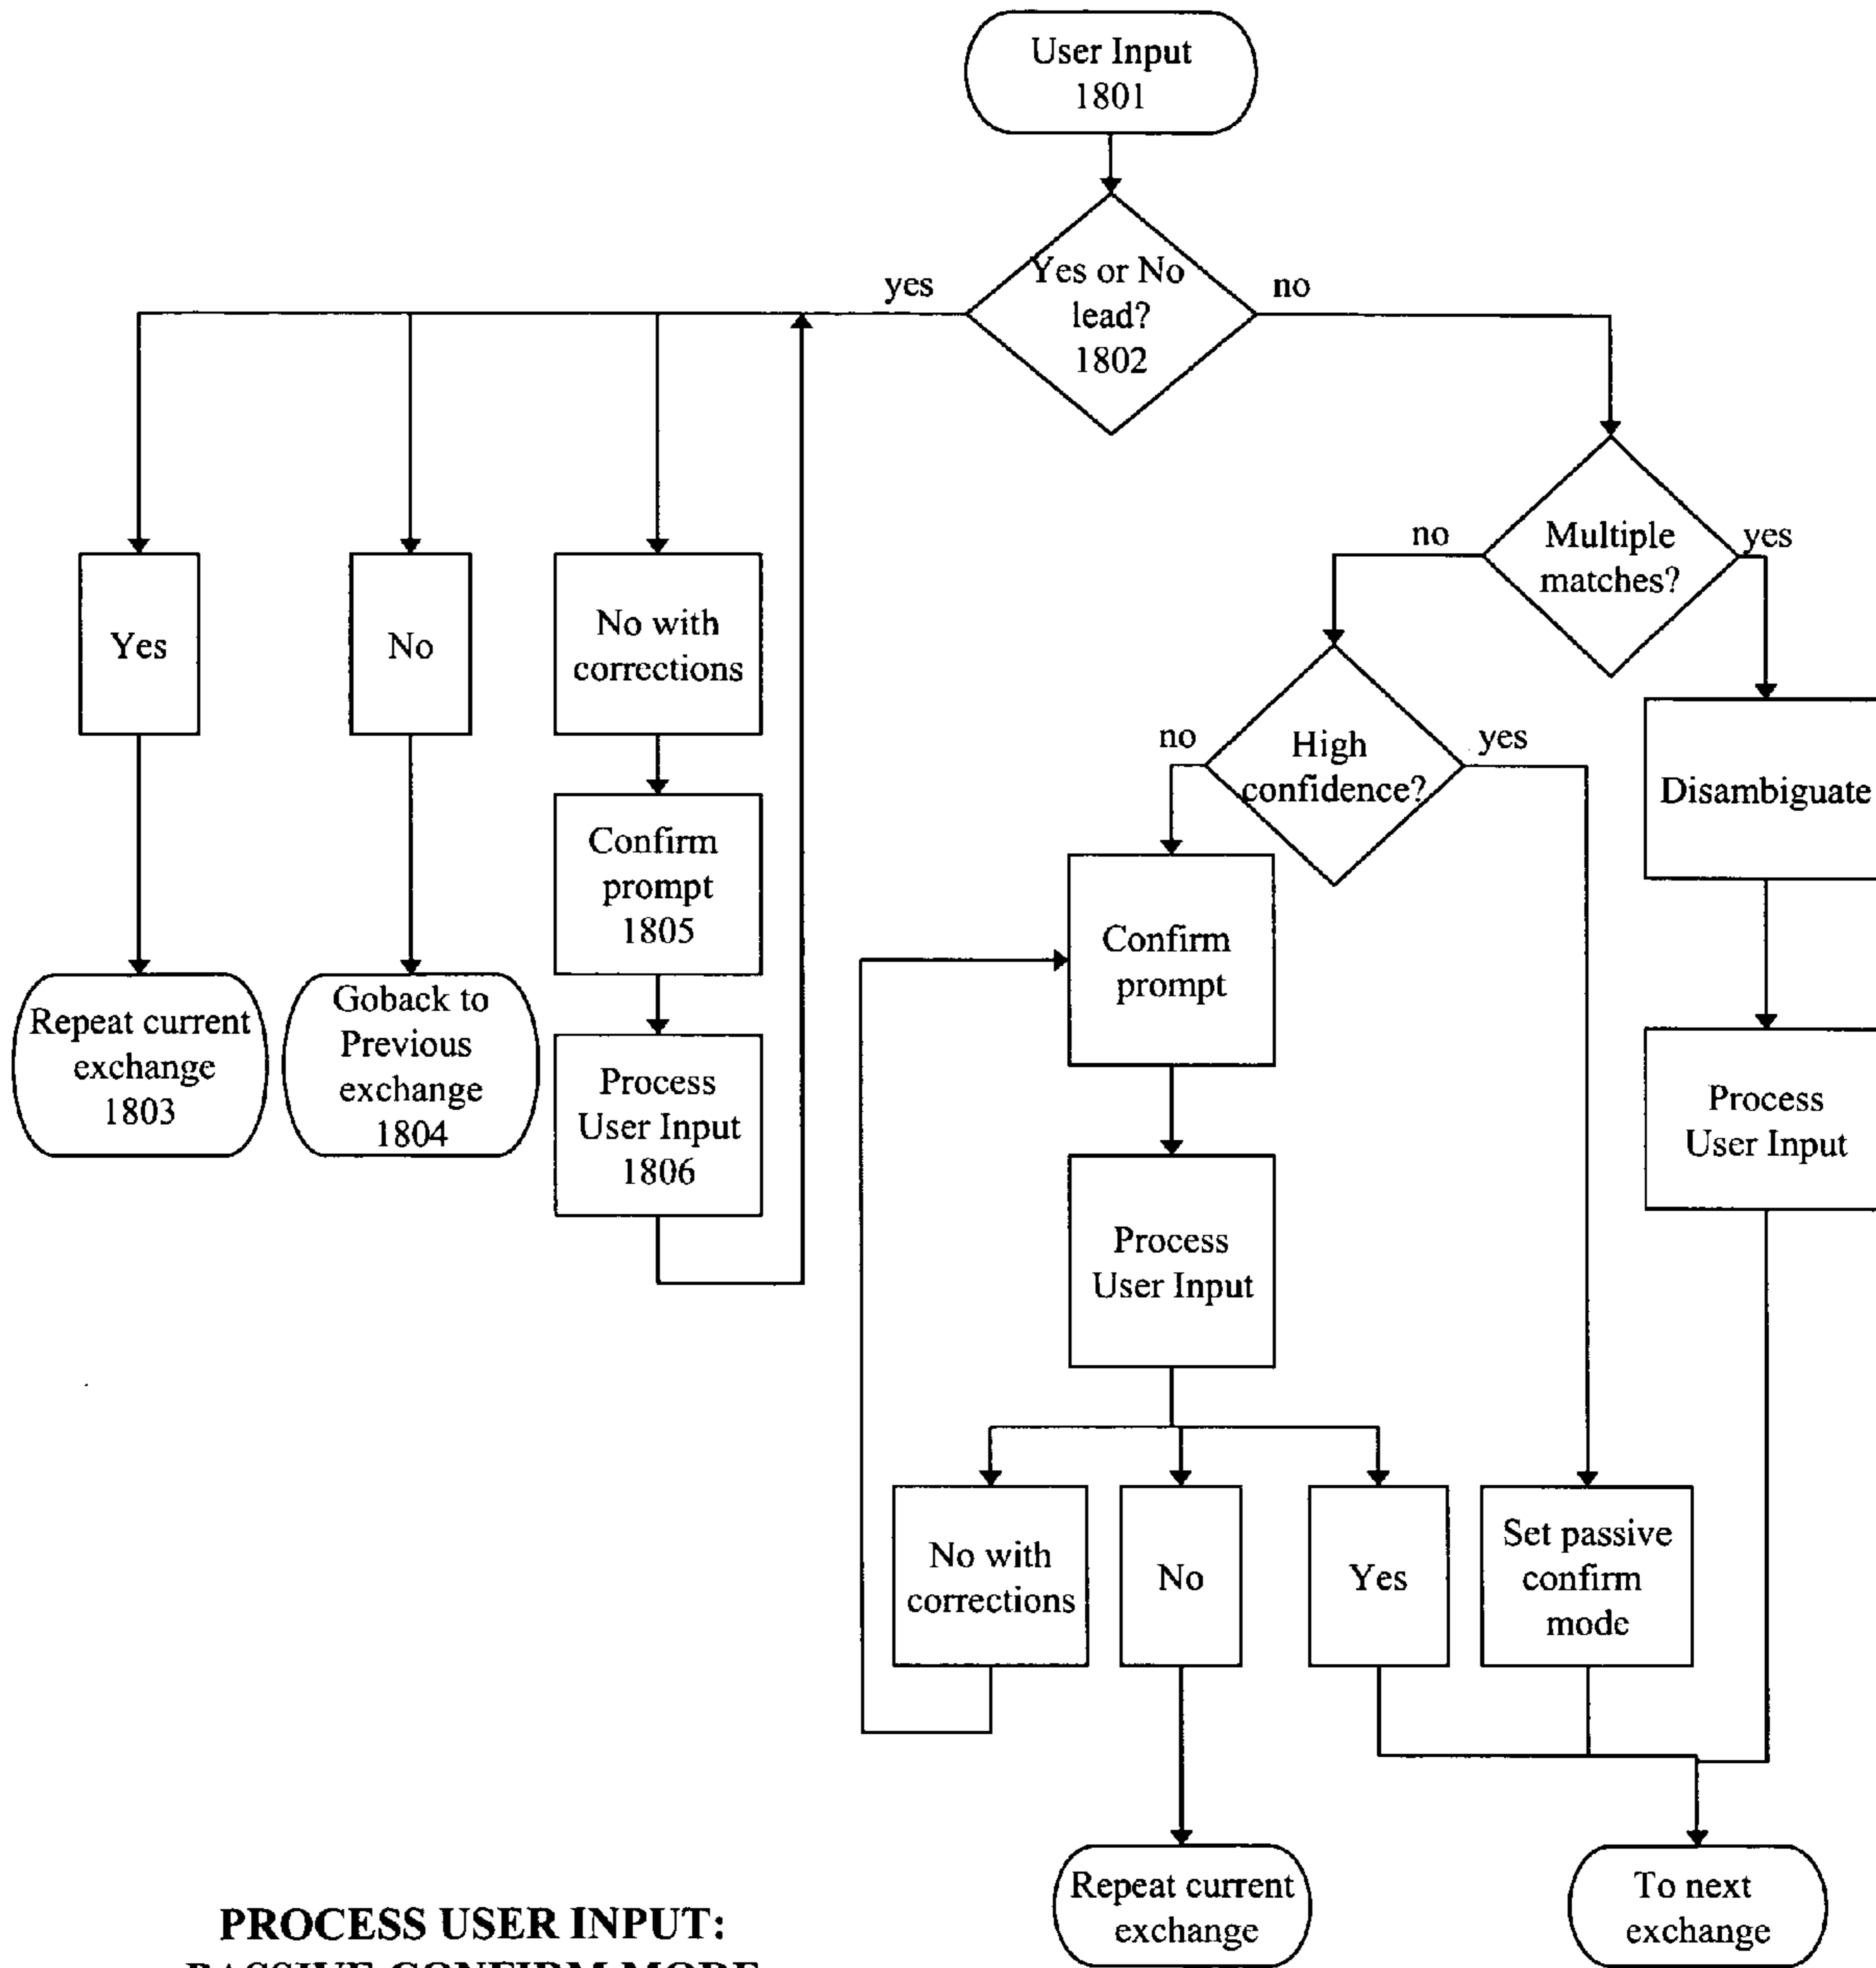 User Input
1801
Yes or No
lead?
1802
yes
no
Multiple
matches?
no
yes
High
confidence?
no
yes
Yes
No
No with
corrections
Disambiguate
Confirm
prompt
1805
Confirm
prompt
Repeat current
exchange
1803
Goback to
Previous
exchange
1804
Process
User Input
1806
Process
User Input
Process
User Input
No with
corrections
No
Yes
Set passive
confirm
mode
Repeat current
exchange
To next
exchange
PROCESS USER INPUT:
PASSIVE CONFIRM MODE